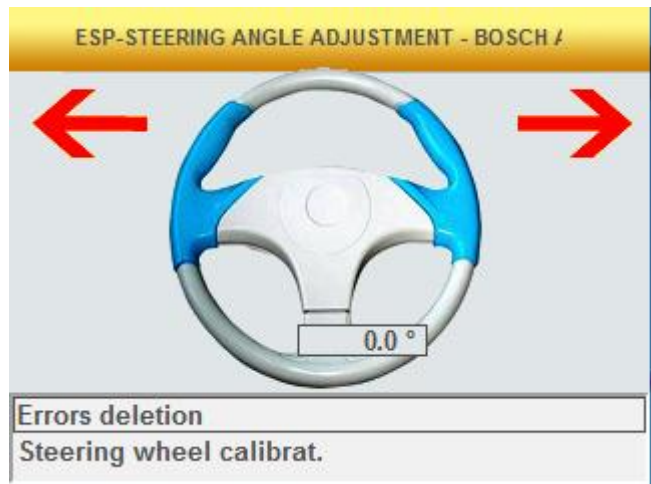 ESP-STEERING ANGLE ADJUSTMENT - BOSCH
0.0 °
Errors deletion
Steering wheel calibrat.